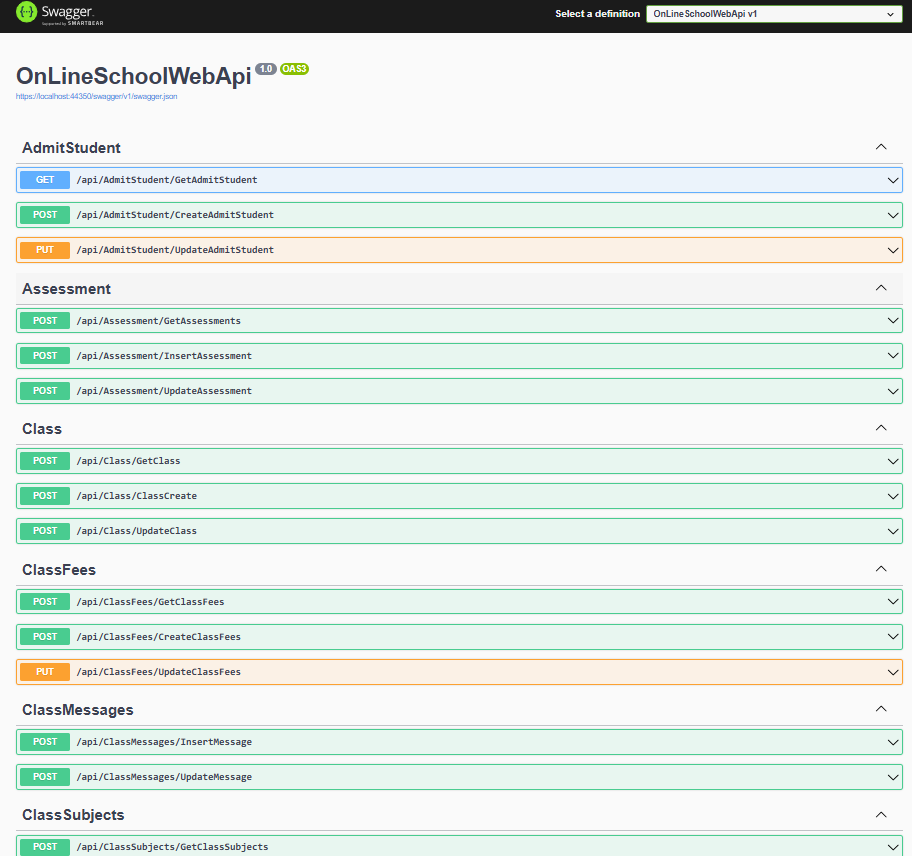 Swagger.
Supported by SMARTBEAR
Select a definition
OnLineSchoolWebApi v1
OnLineSchoolWebApi 1.0 OAS3
https://localhost:44350/swagger/v1/swagger.json
AdmitStudent
GET /api/AdmitStudent/GetAdmitStudent
POST /api/AdmitStudent/CreateAdmitStudent
PUT /api/AdmitStudent/UpdateAdmitStudent
Assessment
POST /api/Assessment/GetAssessments
POST /api/Assessment/InsertAssessment
POST /api/Assessment/UpdateAssessment
Class
POST /api/Class/GetClass
POST /api/Class/ClassCreate
POST /api/Class/UpdateClass
ClassFees
POST /api/ClassFees/GetClassFees
POST /api/ClassFees/CreateClassFees
PUT /api/ClassFees/UpdateClassFees
ClassMessages
POST /api/ClassMessages/InsertMessage
POST /api/ClassMessages/UpdateMessage
ClassSubjects
POST /api/ClassSubjects/GetClassSubjects